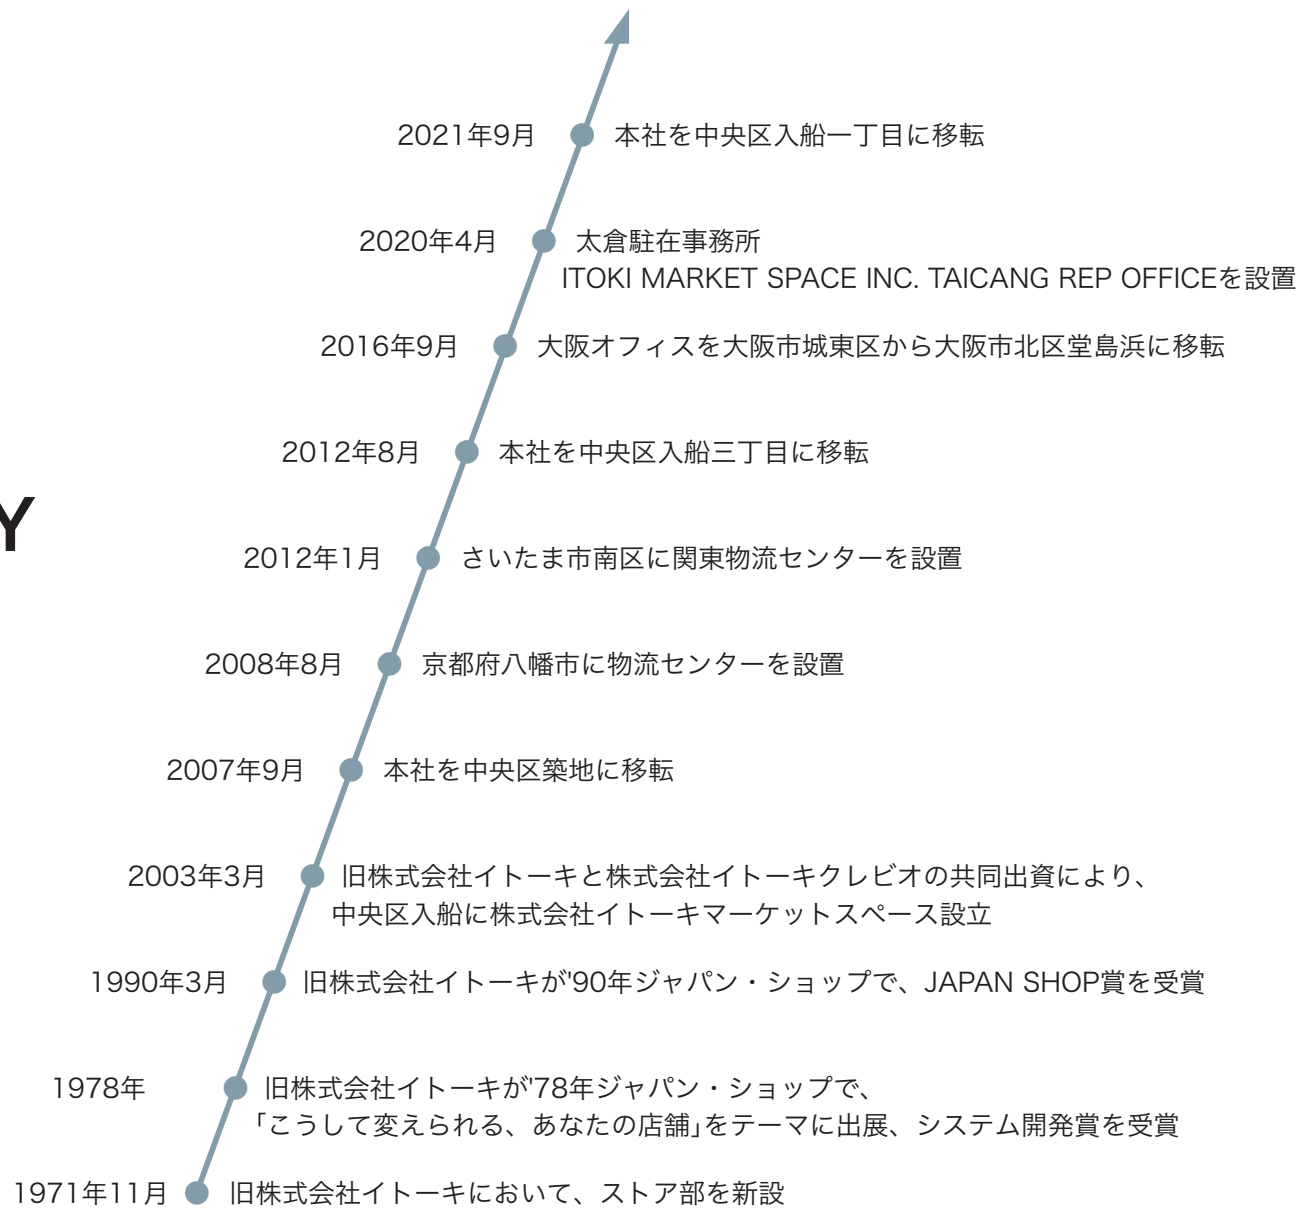 2021年9月 本社を中央区入船一丁目に移転
2020年4月 太倉駐在事務所
ITOKI MARKET SPACE INC. TAICANG REP OFFICEを設置
2016年9月 大阪オフィスを大阪市城東区から大阪市北区堂島浜に移転
2012年8月 本社を中央区入船三丁目に移転
Y
2012年1月 さいたま市南区に関東物流センターを設置
2008年8月 京都府八幡市に物流センターを設置
2007年9月 本社を中央区築地に移転
2003年3月 旧株式会社イトーキと株式会社イトーキクレビオの共同出資により、
中央区入船に株式会社イトーキマーケットスペース設立
1990年3月 旧株式会社イトーキが'90年ジャパン・ショップで、JAPAN SHOP賞を受賞
1978年 旧株式会社イトーキが'78年ジャパン・ショップで、
「こうして変えられる、あなたの店舗」をテーマに出展、システム開発賞を受賞
1971年11月 旧株式会社イトーキにおいて、ストア部を新設